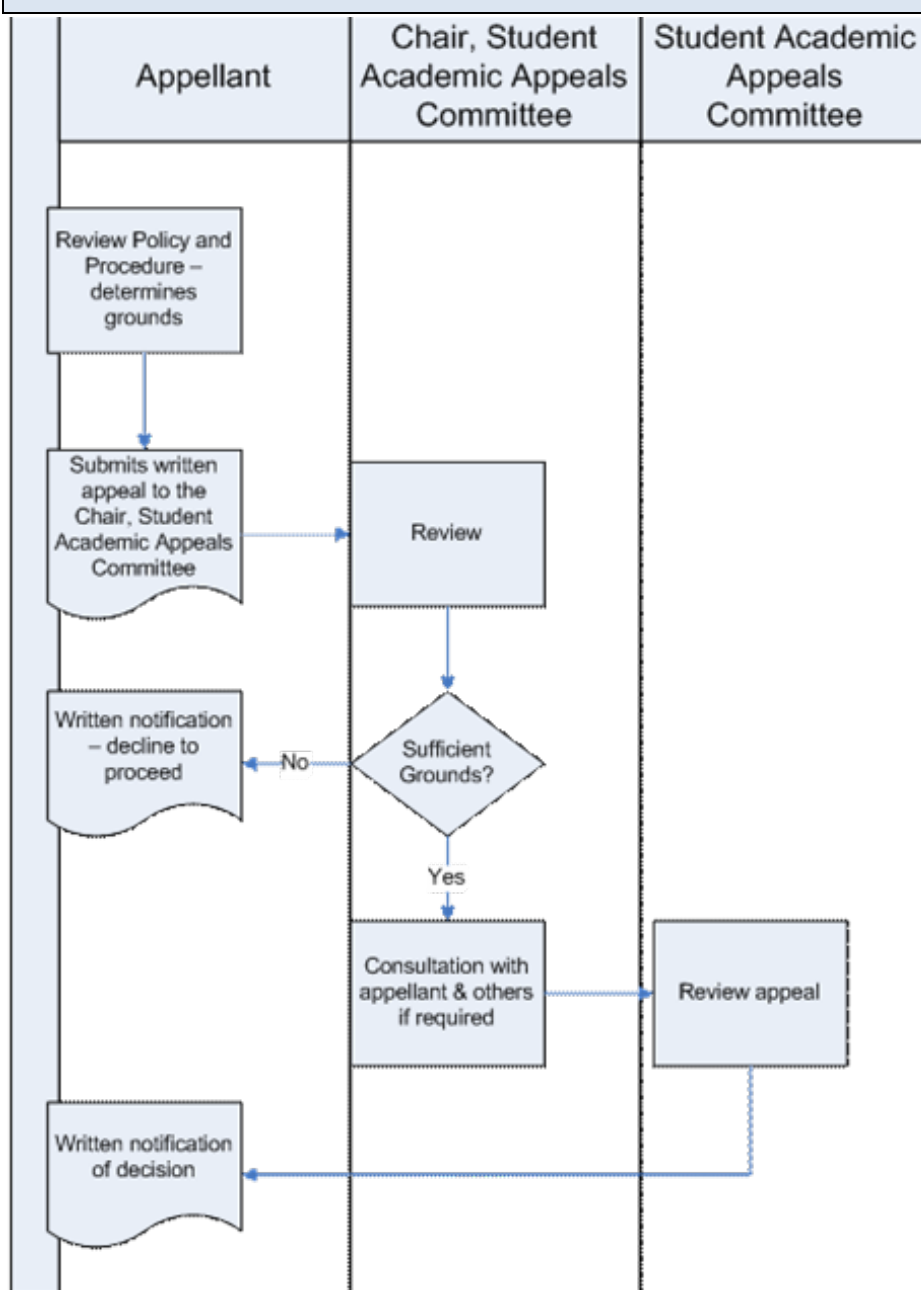 Appellant
Chair, Student
Academic Appeals
Committee
Student Academic
Appeals
Committee
Review Policy and
Procedure –
determines
grounds
Submits written
appeal to the
Chair, Student
Academic Appeals
Committee
Review
Written notification
– decline to
proceed
No
Sufficient
Grounds?
Yes
Consultation with
appellant & others
if required
Review appeal
Written notification
of decision